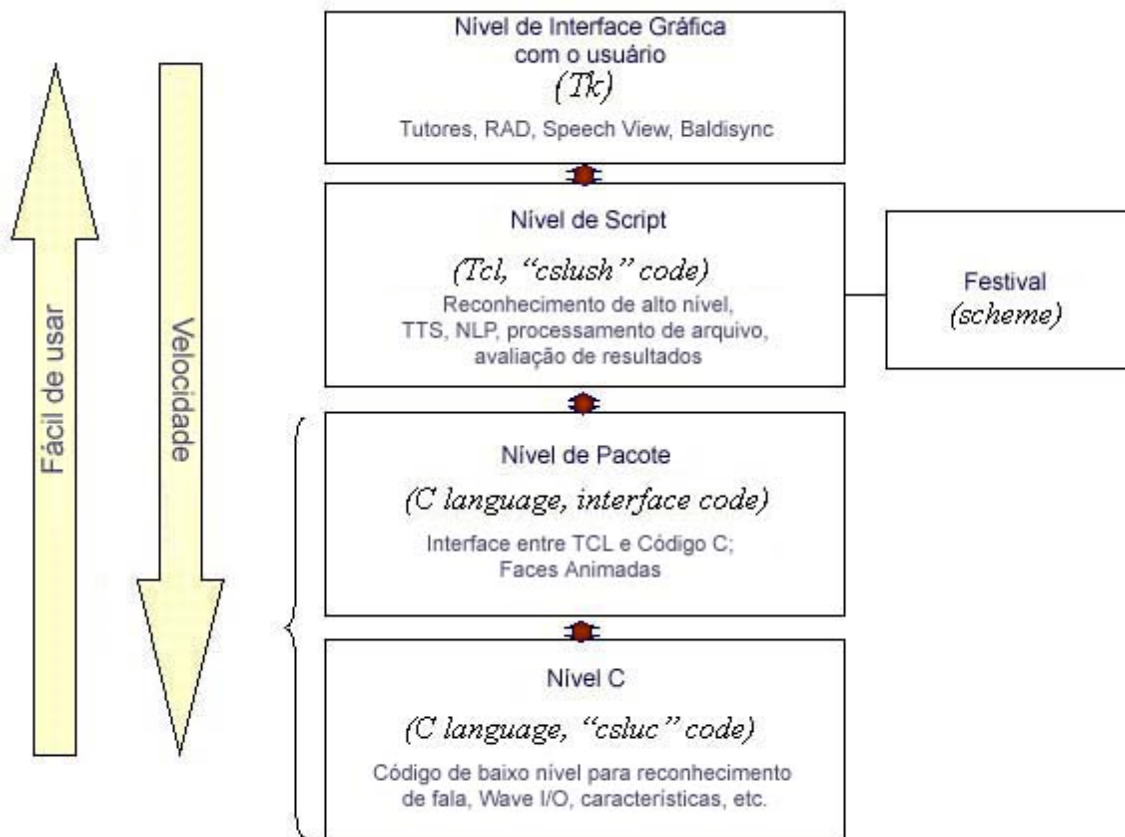 Nível de Interface Gráfica
com o usuário
(Tk)
Tutores, RAD, Speech View, Baldisync
Nível de Script
(Tcl, “cslush” code)
Reconhecimento de alto nível,
TTS, NLP, processamento de arquivo,
avaliação de resultados
Festival
(scheme)
Nível de Pacote
(C language, interface code)
Interface entre TCL e Código C;
Faces Animadas
Nível C
(C language, “csluc” code)
Código de baixo nível para reconhecimento
de fala, Wave I/O, características, etc.
Fácil de usar
Velocidade